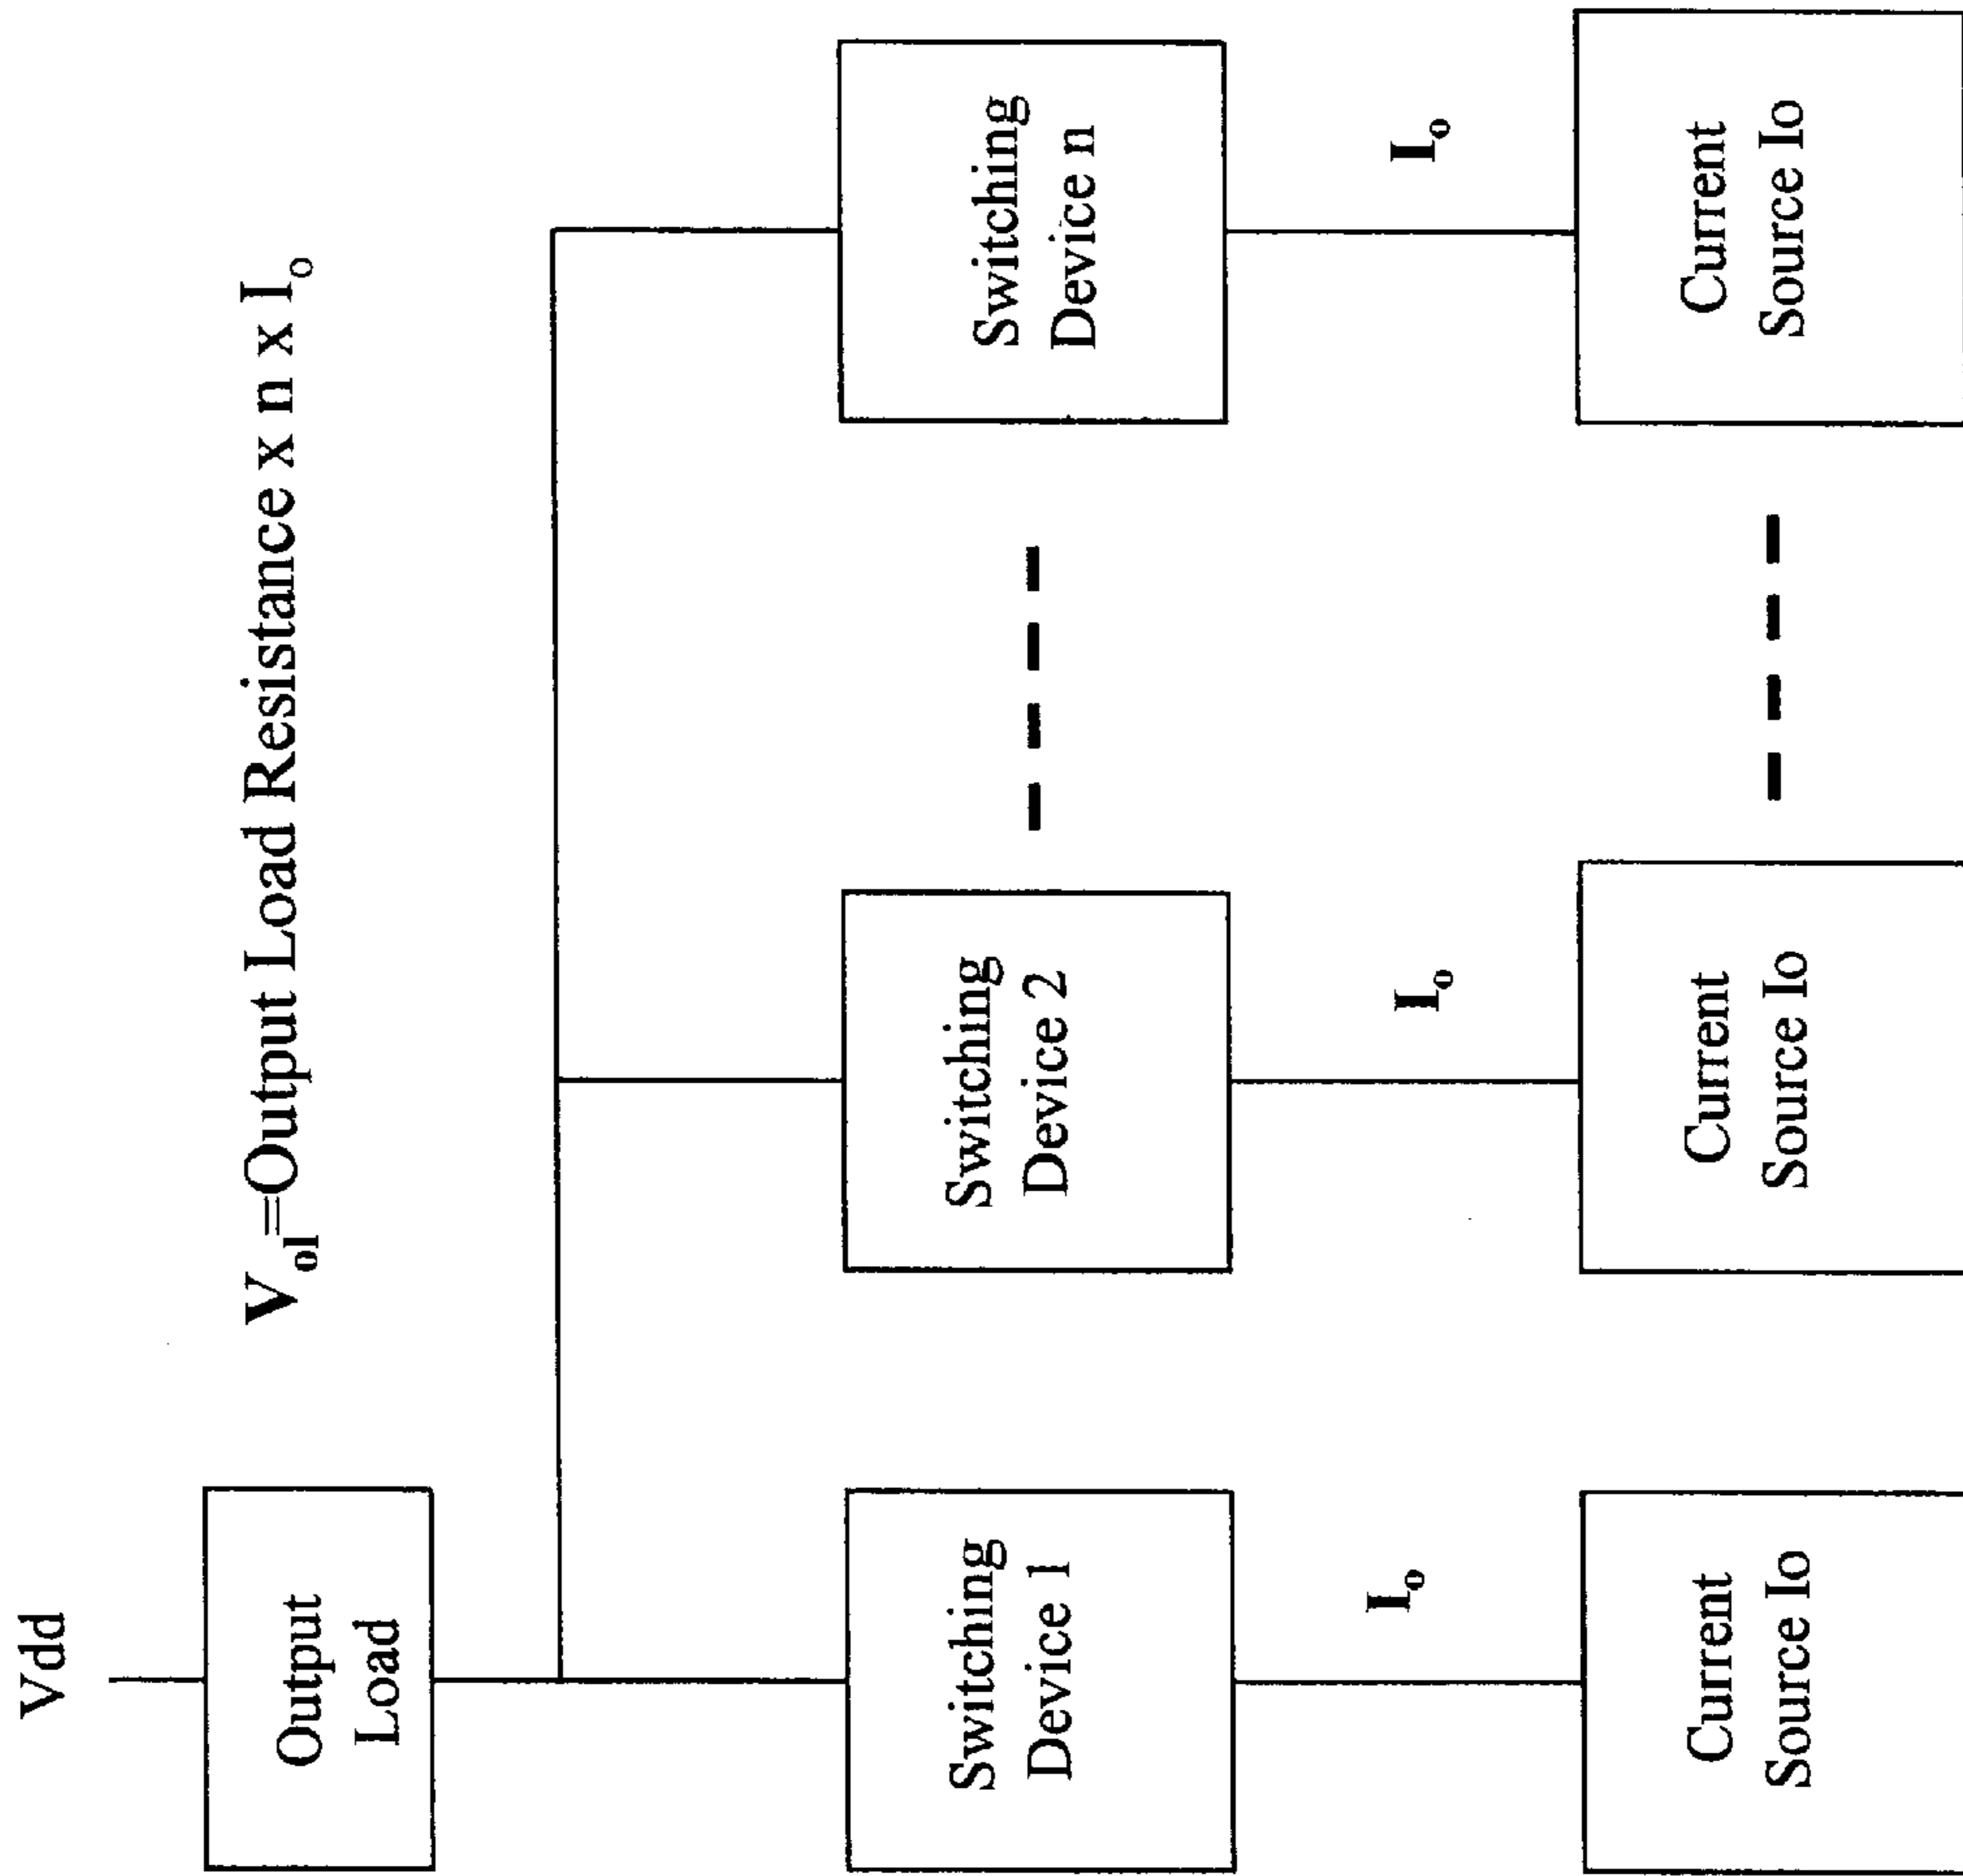 Vdd
Output
Load
Vol=Output Load Resistance x n x Io
Switching
Device 1
Switching
Device 2
Switching
Device n
Io
Io
Io
Current
Source Io
Current
Source Io
Current
Source Io